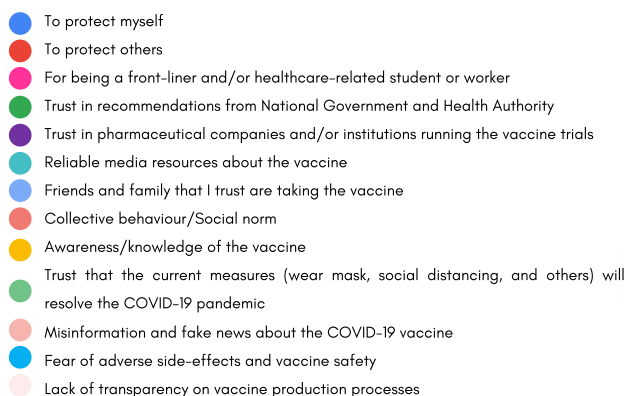 To protect myself
To protect others
For being a front-liner and/or healthcare-related student or worker
Trust in recommendations from National Government and Health Authority
Trust in pharmaceutical companies and/or institutions running the vaccine trials
Reliable media resources about the vaccine
Friends and family that I trust are taking the vaccine
Collective behaviour/Social norm
Awareness/knowledge of the vaccine
Trust that the current measures (wear mask, social distancing, and others) will
resolve the COVID-19 pandemic
Misinformation and fake news about the COVID-19 vaccine
Fear of adverse side-effects and vaccine safety
Lack of transparency on vaccine production processes